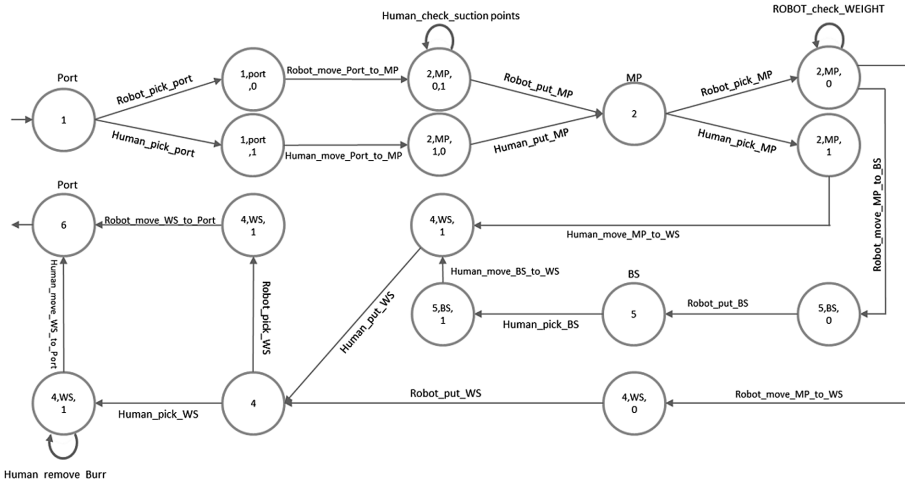 Human_check_suction points
ROBOT_check_WEIGHT
Port
1
Robot_pick_port
Human_pick_port
1,port
,0
1,port
,1
Robot_move_Port_to_MP
Human_move_Port_to_MP
2,MP,
0,1
2,MP,
1,0
Robot_put_MP
Human_put_MP
MP
2
Robot_pick_MP
Human_pick_MP
2,MP,
0
2,MP,
1
Robot_move_MP_to_BS
Port
6
Robot_move_WS_to_Port
4,WS,
1
4,WS,
1
Human_move_MP_to_WS
Human_move_BS_to_WS
Human_move_WS_to_Port
Robot_pick_WS
Human_put_WS
5,BS,
1
Human_pick_BS
BS
5
Robot_put_BS
5,BS,
0
4,WS,
1
Human_pick_WS
4
Robot_put_WS
4,WS,
0
Robot_move_MP_to_WS
Human_remove_Burr